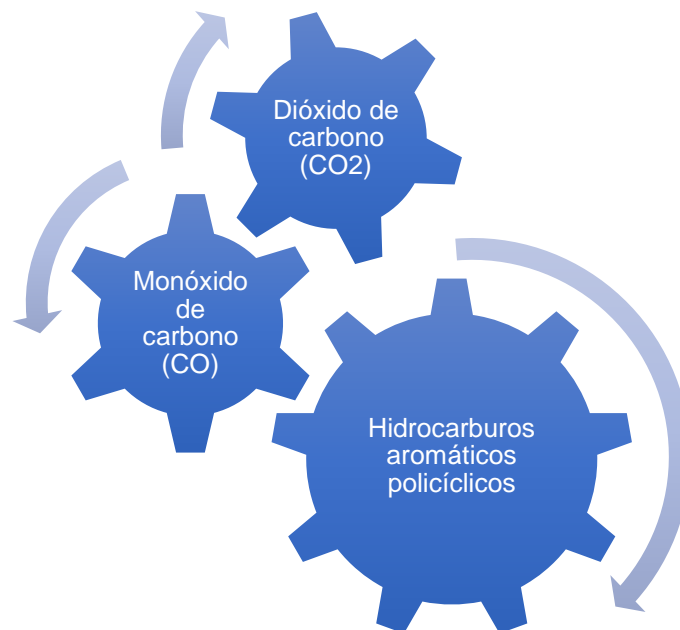 Dióxido de
carbono
(CO2)
Monóxido
de
carbono
(CO)
Hidrocarburos
aromáticos
policíclicos